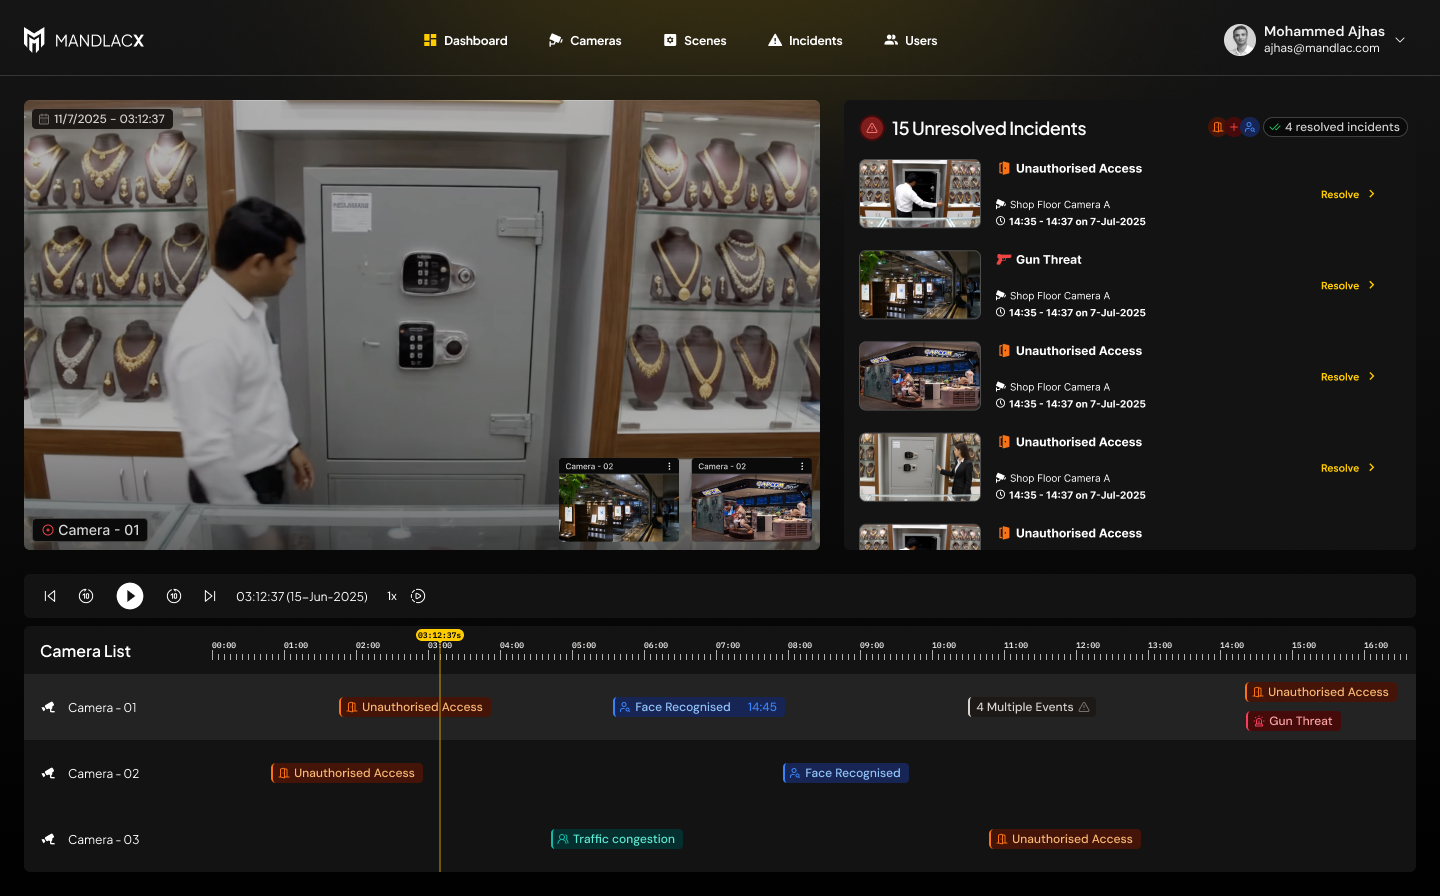 MANDLACX
Dashboard
Cameras
Scenes
Incidents
Users
Mohammed Ajhas
ajhas@mandlac.com
11/7/2025 - 03:12:37
Camera - 01
Camera - 02
Camera - 02
15 Unresolved Incidents
4 resolved incidents
Unauthorised Access
Shop Floor Camera A
14:35 - 14:37 on 7-Jul-2025
Resolve
Gun Threat
Shop Floor Camera A
14:35 - 14:37 on 7-Jul-2025
Resolve
Unauthorised Access
CAPCOM
Shop Floor Camera A
14:35 - 14:37 on 7-Jul-2025
Resolve
Unauthorised Access
Shop Floor Camera A
14:35 - 14:37 on 7-Jul-2025
Resolve
Unauthorised Access
10
10
03:12:37 (15-Jun-2025)
1x
Camera List
03:12:37s
00:00 01:00 02:00 03:00 04:00 05:00 06:00 07:00 08:00 09:00 10:00 11:00 12:00 13:00 14:00 15:00 16:00
Camera - 01
Unauthorised Access
Face Recognised 14:45
4 Multiple Events
Unauthorised Access
Gun Threat
Camera - 02
Unauthorised Access
Face Recognised
Camera - 03
Traffic congestion
Unauthorised Access